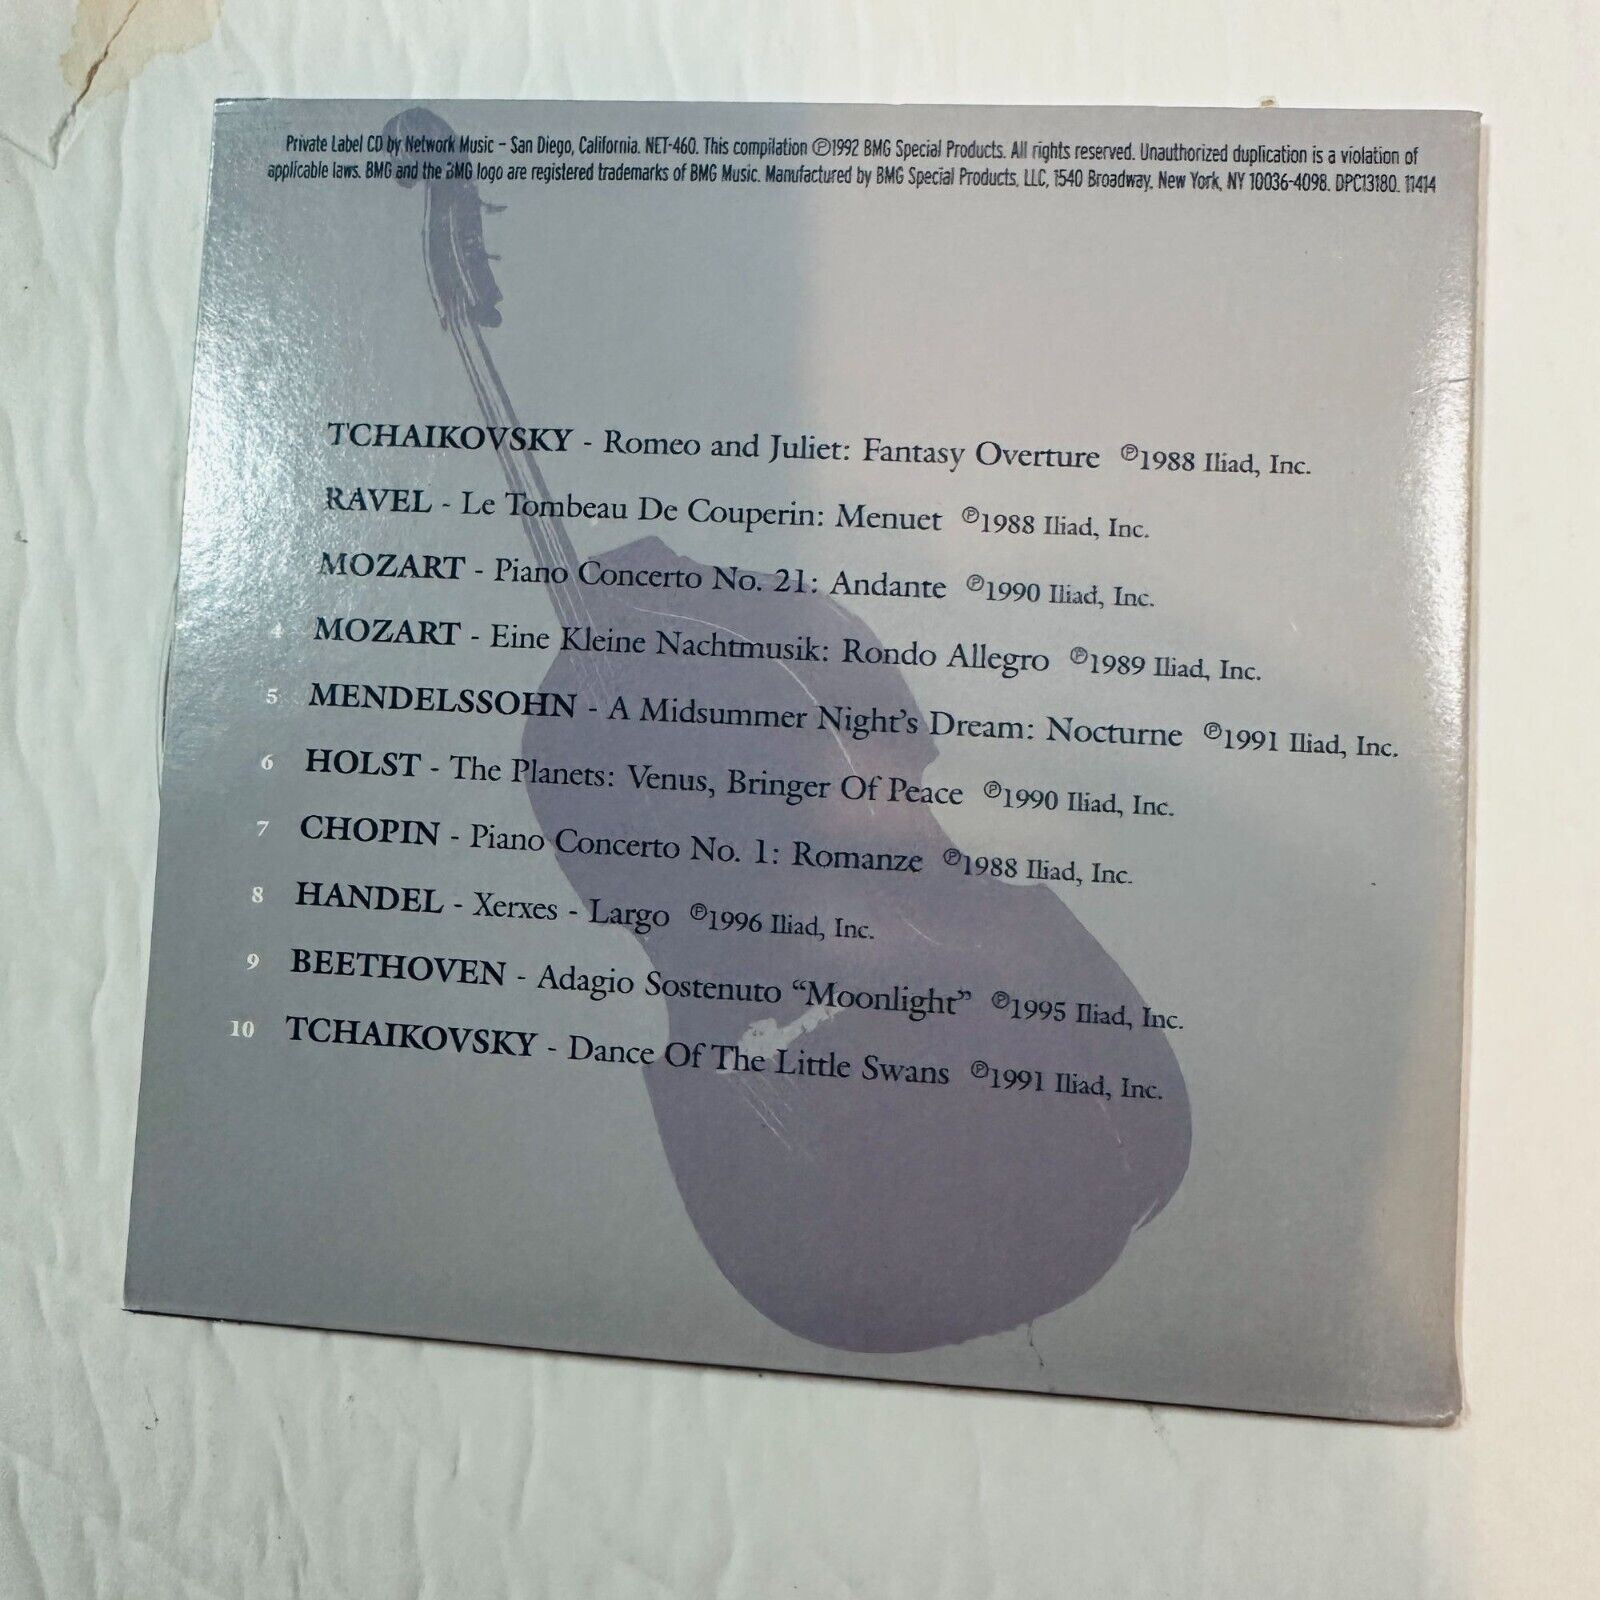 Private Label CD by Network Music – San Diego, California. NET-460. This compilation ℗1992 BMG Special Products. All rights reserved. Unauthorized duplication is a violation of
applicable laws. BMG and the BMG logo are registered trademarks of BMG Music. Manufactured by BMG Special Products, LLC, 1540 Broadway, New York, NY 10036-4098. DPC13180. 11414
TCHAIKOVSKY - Romeo and Juliet: Fantasy Overture ℗1988 Iliad, Inc.
RAVEL - Le Tombeau De Couperin: Menuet ℗1988 Iliad, Inc.
MOZART - Piano Concerto No. 21: Andante ℗1990 Iliad, Inc.
4 MOZART - Eine Kleine Nachtmusik: Rondo Allegro ℗1989 Iliad, Inc.
5 MENDELSSOHN - A Midsummer Night's Dream: Nocturne ℗1991 Iliad, Inc.
6 HOLST - The Planets: Venus, Bringer Of Peace ℗1990 Iliad, Inc.
7 CHOPIN - Piano Concerto No. 1: Romanze ℗1988 Iliad, Inc.
8 HANDEL - Xerxes - Largo ℗1996 Iliad, Inc.
9 BEETHOVEN - Adagio Sostenuto “Moonlight” ℗1995 Iliad, Inc.
10 TCHAIKOVSKY - Dance Of The Little Swans ℗1991 Iliad, Inc.